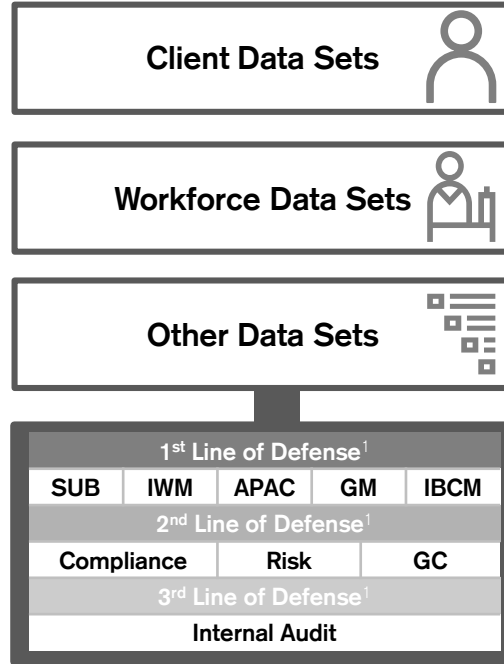 Client Data Sets
Workforce Data Sets
Other Data Sets
1st Line of Defense1
SUB IWM APAC GM IBCM
2nd Line of Defense1
Compliance Risk GC
3rd Line of Defense1
Internal Audit